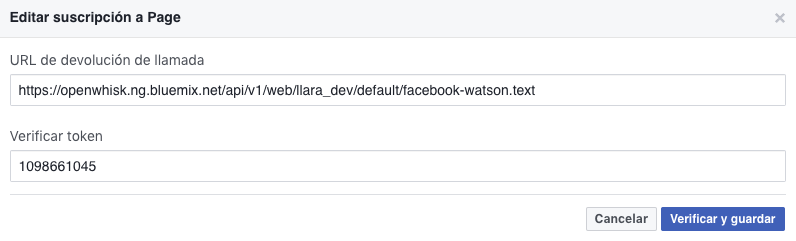 Editar suscripción a Page
URL de devolución de llamada
https://openwhisk.ng.bluemix.net/api/v1/web/llara_dev/default/facebook-watson.text
Verificar token
1098661045
Cancelar Verificar y guardar